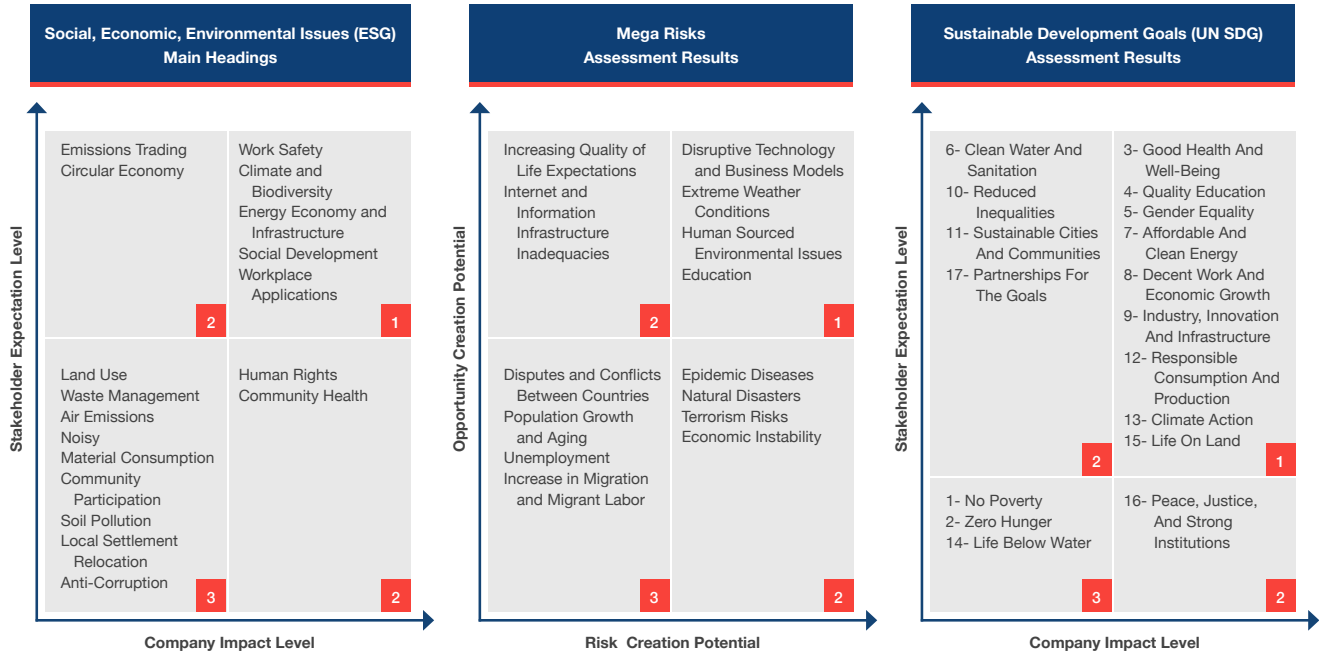 Social, Economic, Environmental Issues (ESG)
Main Headings
Stakeholder Expectation Level
Emissions Trading
Circular Economy
2
Work Safety
Climate and
Biodiversity
Energy Economy and
Infrastructure
Social Development
Workplace
Applications
1
Land Use
Waste Management
Air Emissions
Noisy
Material Consumption
Community
Participation
Soil Pollution
Local Settlement
Relocation
Anti-Corruption
3
Human Rights
Community Health
2
Company Impact Level
Mega Risks
Assessment Results
Opportunity Creation Potential
Increasing Quality of
Life Expectations
Internet and
Information
Infrastructure
Inadequacies
2
Disruptive Technology
and Business Models
Extreme Weather
Conditions
Human Sourced
Environmental Issues
Education
1
Disputes and Conflicts
Between Countries
Population Growth
and Aging
Unemployment
Increase in Migration
and Migrant Labor
3
Epidemic Diseases
Natural Disasters
Terrorism Risks
Economic Instability
2
Risk Creation Potential
Sustainable Development Goals (UN SDG)
Assessment Results
Stakeholder Expectation Level
6- Clean Water And
Sanitation
10- Reduced
Inequalities
11- Sustainable Cities
And Communities
17- Partnerships For
The Goals
2
3- Good Health And
Well-Being
4- Quality Education
5- Gender Equality
7- Affordable And
Clean Energy
8- Decent Work And
Economic Growth
9- Industry, Innovation
And Infrastructure
12- Responsible
Consumption And
Production
13- Climate Action
15- Life On Land
1
1- No Poverty
2- Zero Hunger
14- Life Below Water
3
16- Peace, Justice,
And Strong
Institutions
2
Company Impact Level